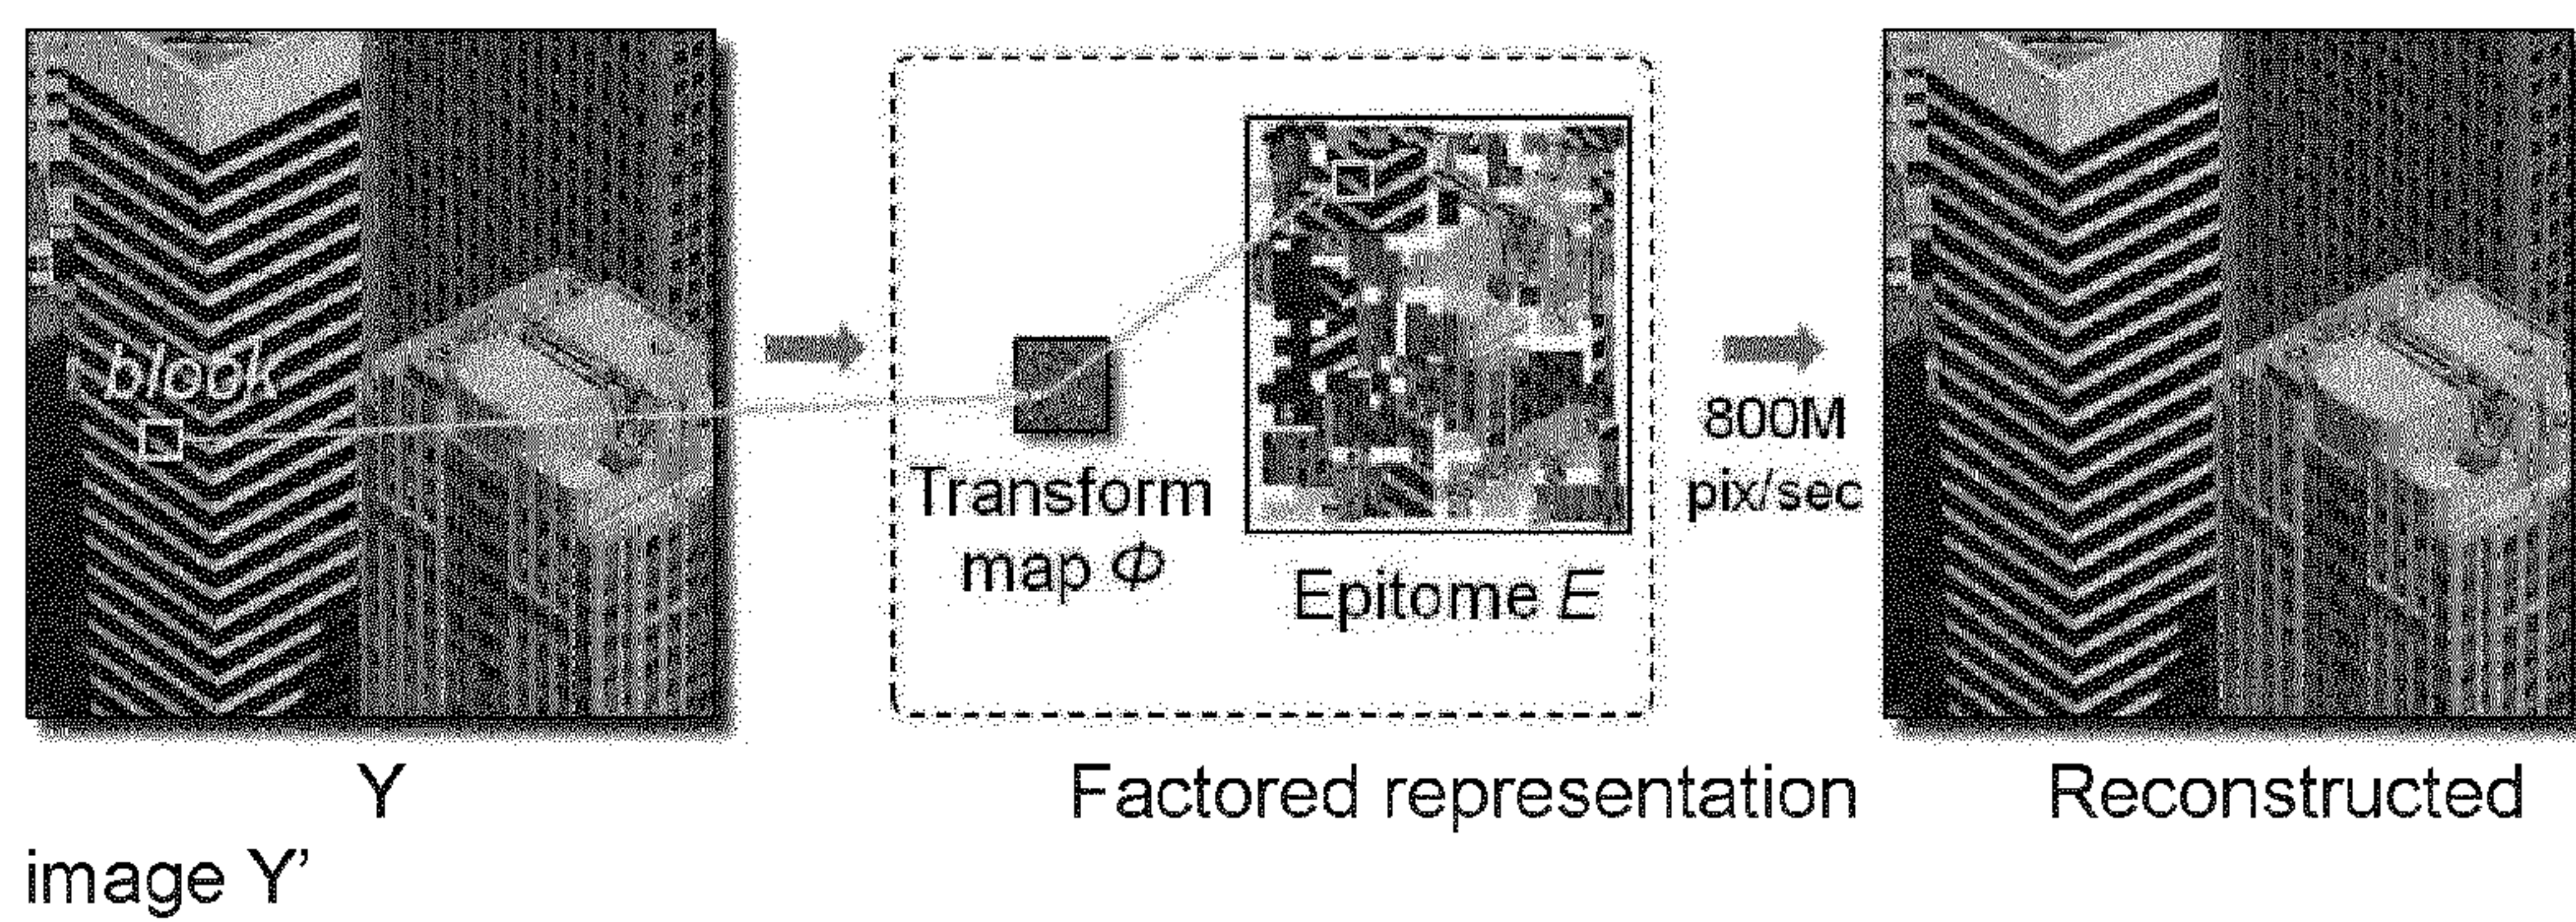 block
Transform
map Φ
Epitome E
800M
pix/sec
Y
Factored representation
Reconstructed
image Y’